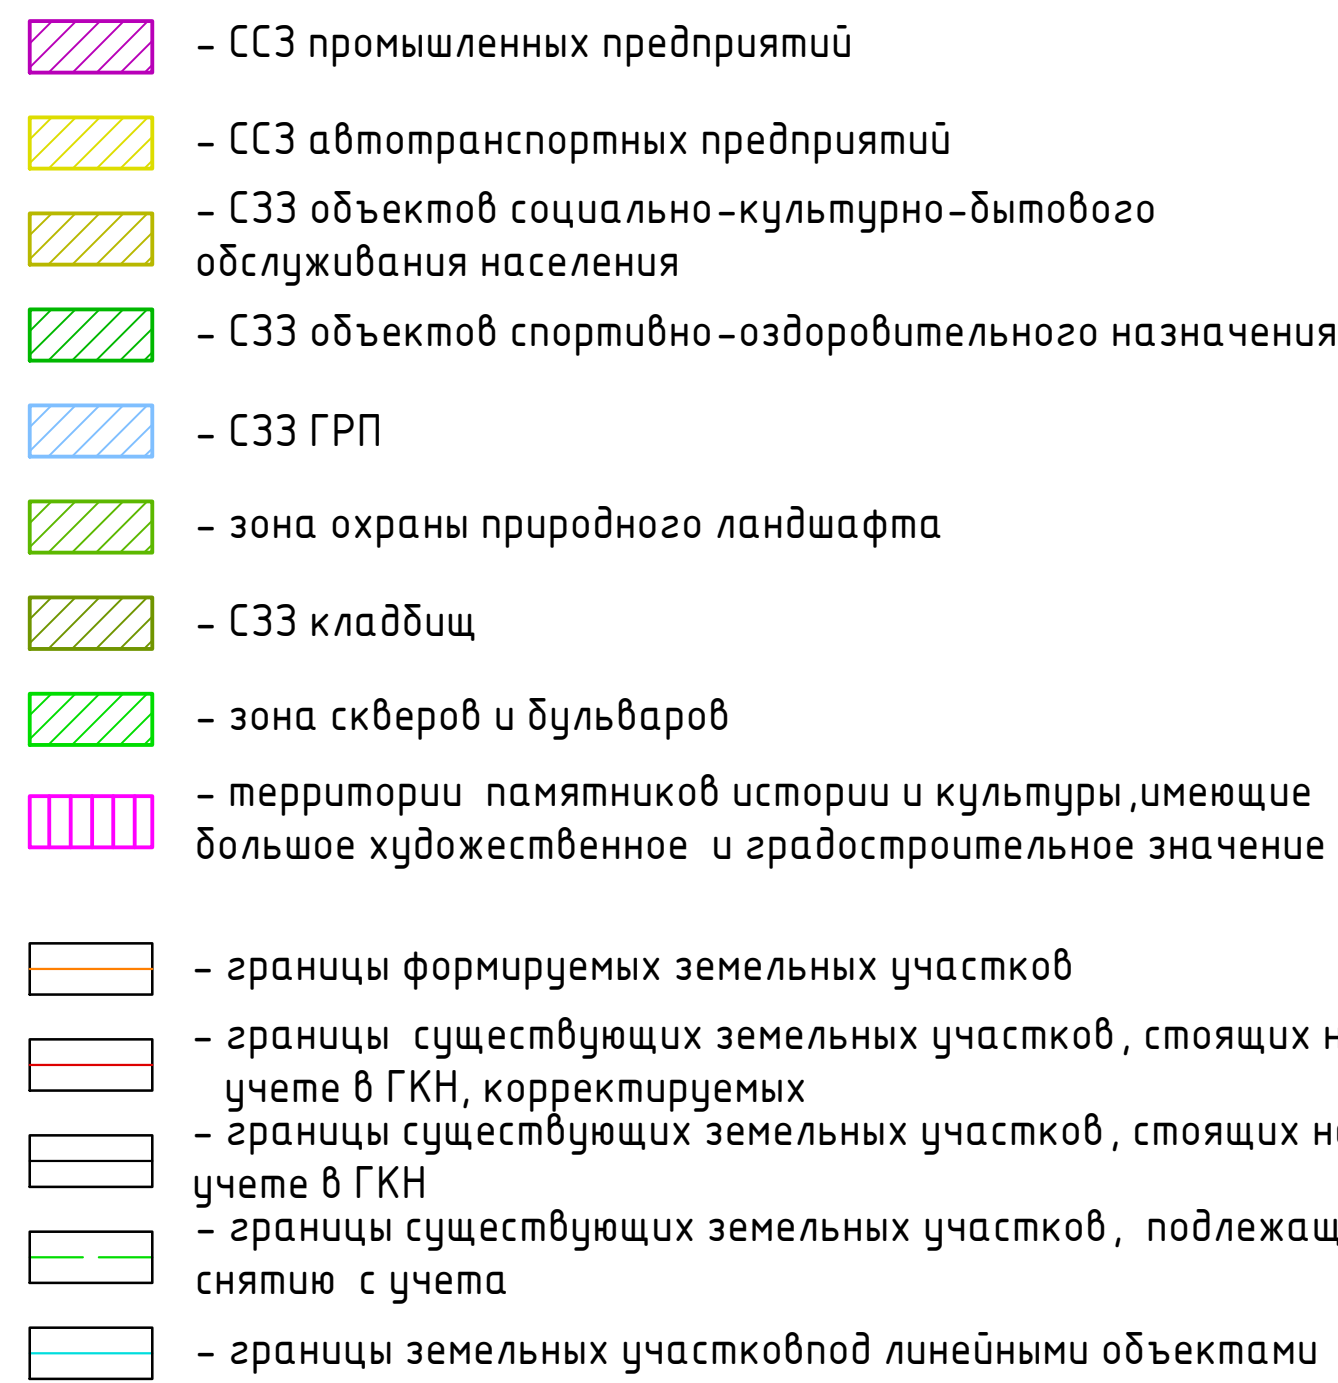 - ССЗ промышленных предприятий
- ССЗ автотранспортных предприятий
- СЗЗ объектов социально-культурно-бытового
обслуживания населения
- СЗЗ объектов спортивно-оздоровительного назначения
- СЗЗ ГРП
- зона охраны природного ландшафта
- СЗЗ кладбищ
- зона скверов и бульваров
- территории памятников истории и культуры,имеющие
большое художественное и градостроительное значение
- границы формируемых земельных участков
- границы существующих земельных участков, стоящих
учете в ГКН, корректируемых
- границы существующих земельных участков, стоящих на
учете в ГКН
- границы существующих земельных участков,
снятию с учета
- границы земельных участковпод линейными объектами